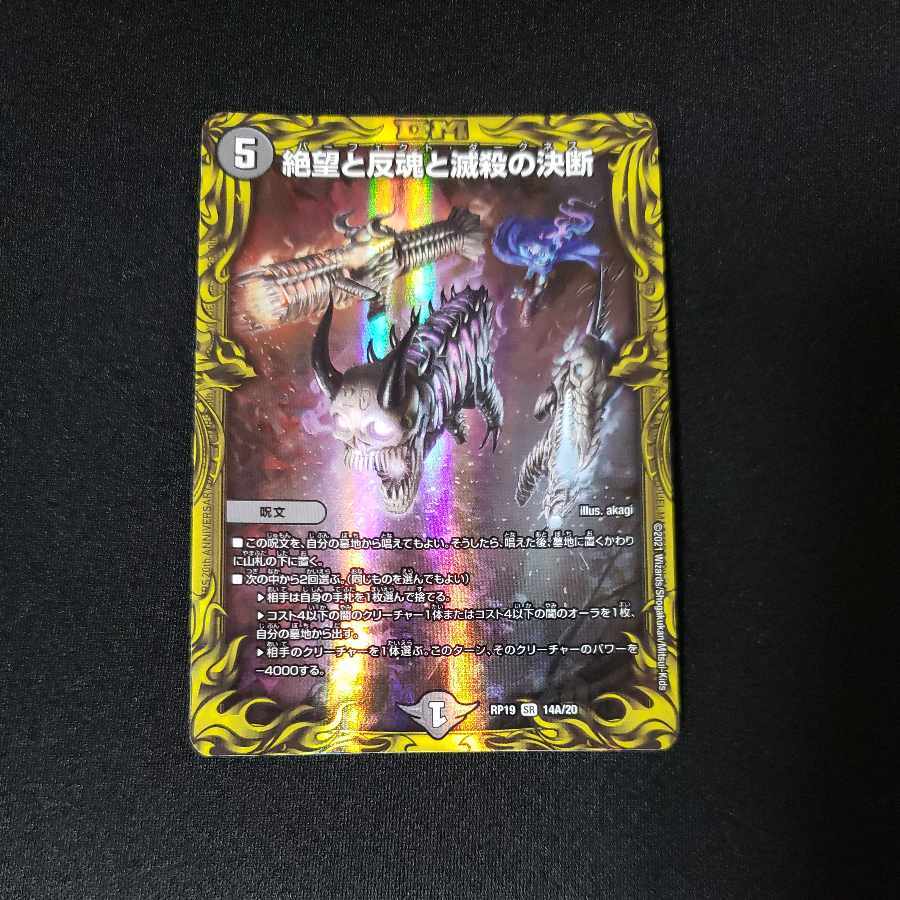 DM
5
パーフェクト・ダークネス
絶望と反魂と滅殺の決断
呪文
illus. akagi
■この呪文を、自分の墓地から唱えてもよい。そうしたら、唱えた後、墓地に置くかわり
に山札の下に置く。
■次の中から2回選ぶ。(同じものを選んでもよい)
▶相手は自身の手札を1枚選んで捨てる。
▶コスト4以下の闇のクリーチャー1体またはコスト4以下の闇のオーラを1枚、
自分の墓地から出す。
▶相手のクリーチャーを1体選ぶ。このターン、そのクリーチャーのパワーを
-4000する。
1
RP19 SR 14A/20
©2021 Wizards/Shogakukan/Mitsui-Kids
20th ANNIVERSARY